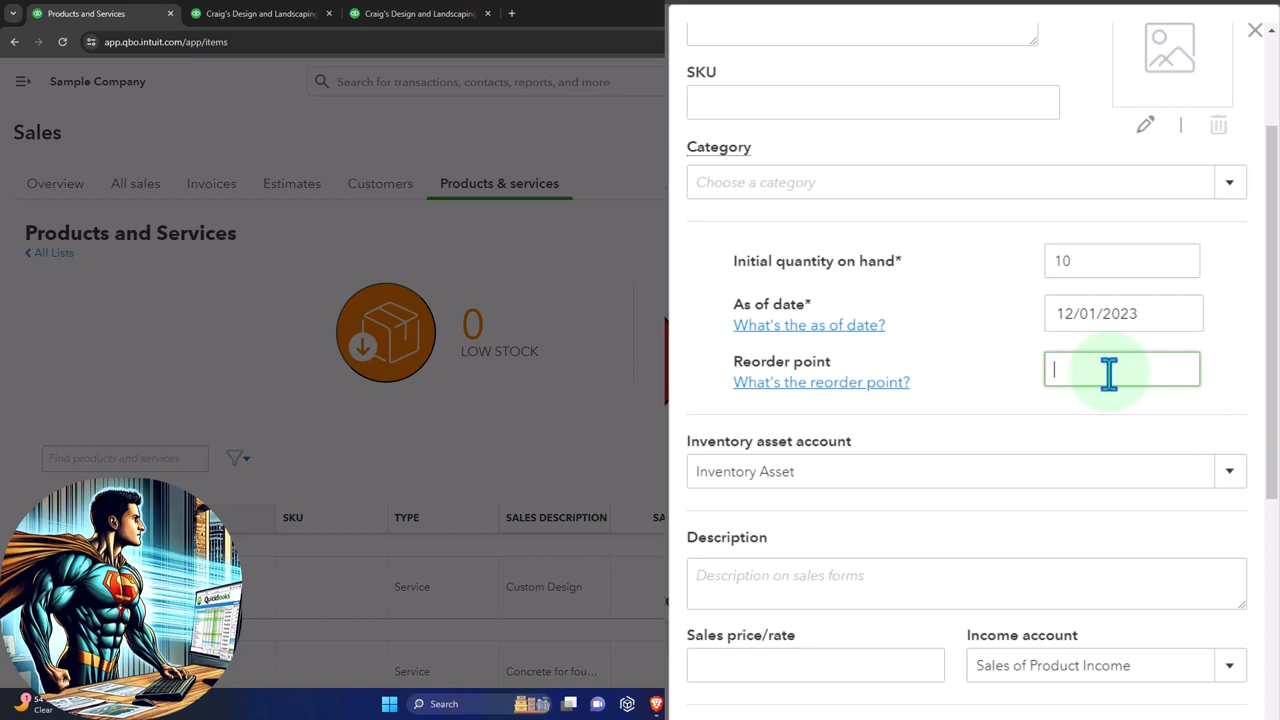 Products and Services
Craig's Design and Landscaping
Craig's Design and Landscaping
app.qbo.intuit.com/app/items
Sample Company
Search for transactions, contacts, reports, and more
Sales
Overview
All sales
Invoices
Estimates
Customers
Products & services
Products and Services
All Lists
0
LOW STOCK
Find products and services
SKU
TYPE
SALES DESCRIPTION
SA
Service
Custom Design
Service
Concrete for fou...
QuickBooks
1
54°
Clear
Search
SKU
Category
Choose a category
Initial quantity on hand*
10
As of date*
12/01/2023
What's the as of date?
Reorder point
What's the reorder point?
Inventory asset account
Inventory Asset
Description
Description on sales forms
Sales price/rate
Income account
Sales of Product Income